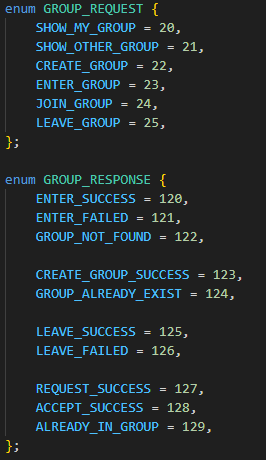 enum GROUP_REQUEST {
    SHOW_MY_GROUP = 20,
    SHOW_OTHER_GROUP = 21,
    CREATE_GROUP = 22,
    ENTER_GROUP = 23,
    JOIN_GROUP = 24,
    LEAVE_GROUP = 25,
};

enum GROUP_RESPONSE {
    ENTER_SUCCESS = 120,
    ENTER_FAILED = 121,
    GROUP_NOT_FOUND = 122,

    CREATE_GROUP_SUCCESS = 123,
    GROUP_ALREADY_EXIST = 124,

    LEAVE_SUCCESS = 125,
    LEAVE_FAILED = 126,

    REQUEST_SUCCESS = 127,
    ACCEPT_SUCCESS = 128,
    ALREADY_IN_GROUP = 129,
};